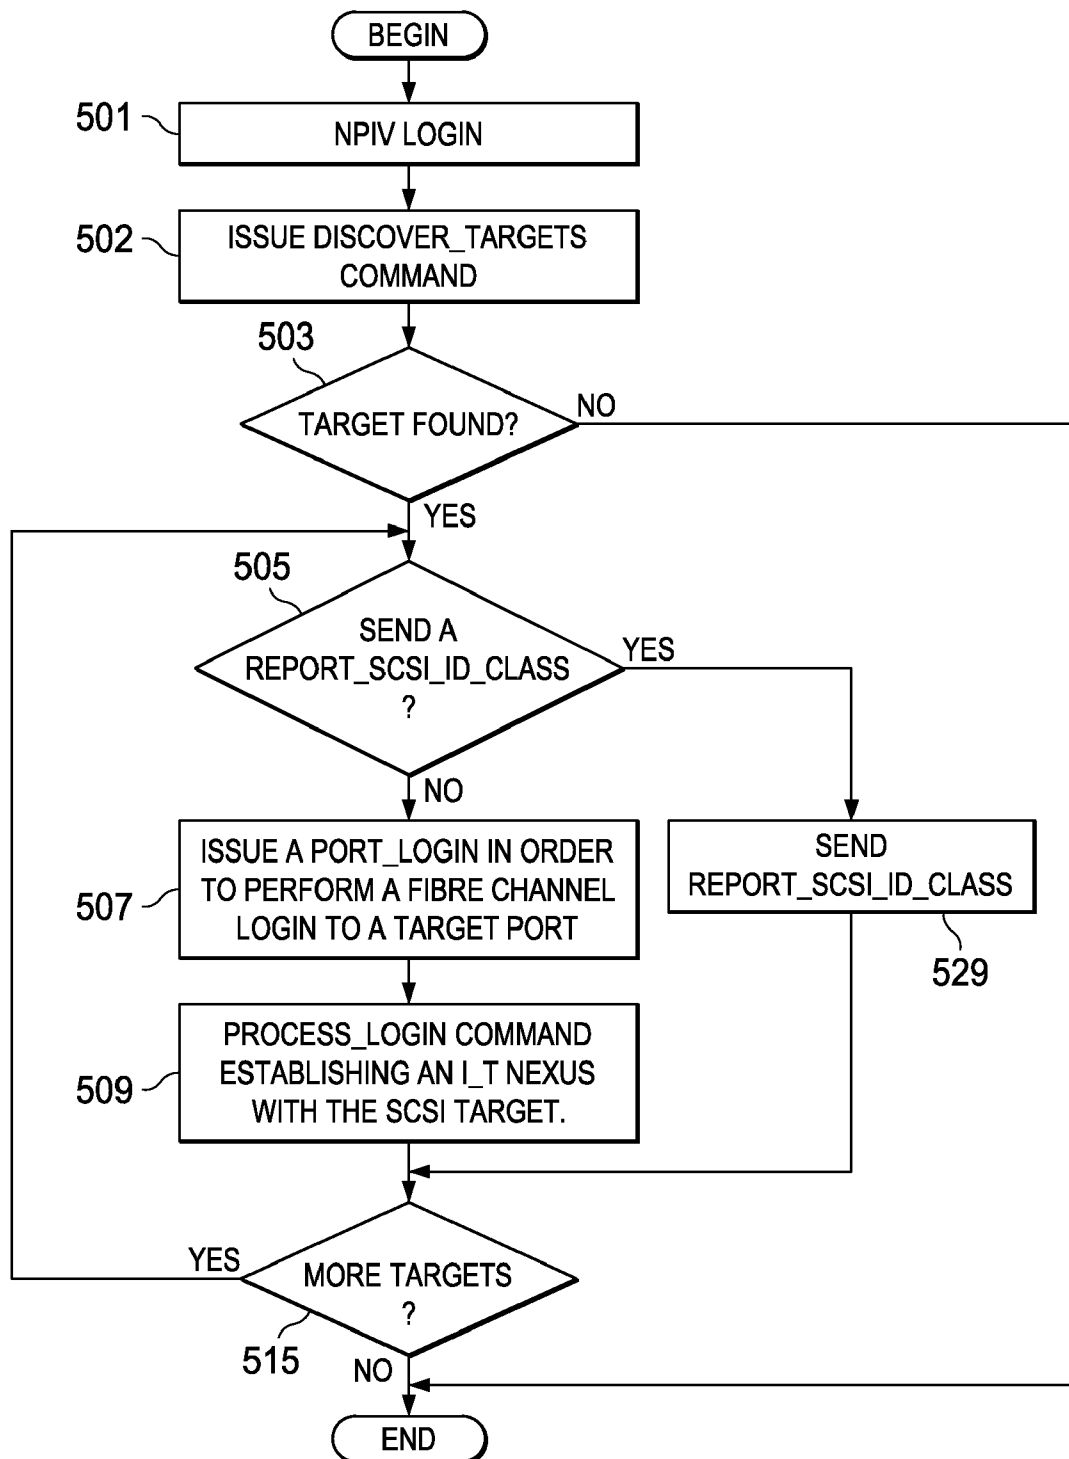 BEGIN
501
NPIV LOGIN
502
ISSUE DISCOVER_TARGETS
COMMAND
503
TARGET FOUND?
NO
YES
505
SEND A
REPORT_SCSI_ID_CLASS
?
YES
NO
507
ISSUE A PORT_LOGIN IN ORDER
TO PERFORM A FIBRE CHANNEL
LOGIN TO A TARGET PORT
SEND
REPORT_SCSI_ID_CLASS
529
509
PROCESS_LOGIN COMMAND
ESTABLISHING AN I_T NEXUS
WITH THE SCSI TARGET.
YES
MORE TARGETS
?
515
NO
END